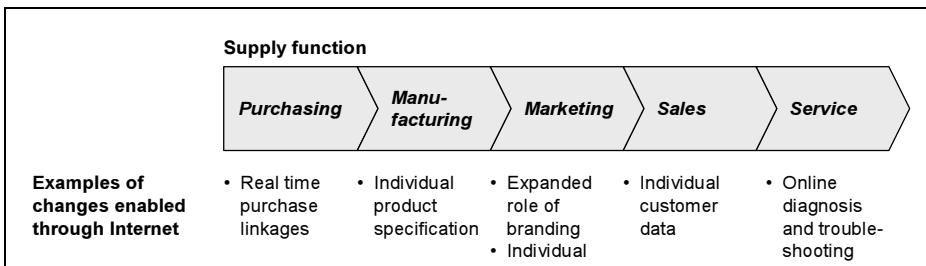 Supply function
Purchasing
Manu-
facturing
Marketing
Sales
Service
Examples of
changes enabled
through Internet
• Real time
purchase
linkages
• Individual
product
specification
• Expanded
role of
branding
• Individual
• Individual
customer
data
• Online
diagnosis
and trouble-
shooting